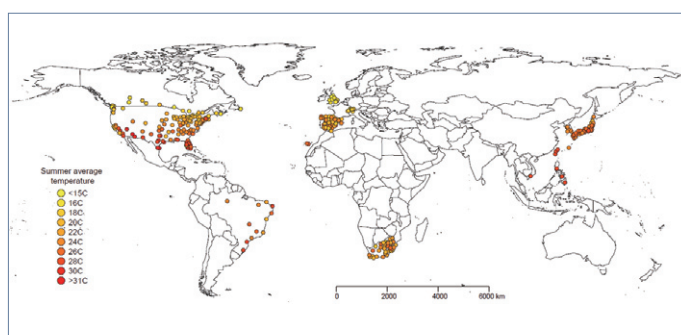 Summer average
temperature
<15C
16C
18C
20C
22C
24C
26C
28C
30C
>31C
0 2000 4000 6000 km